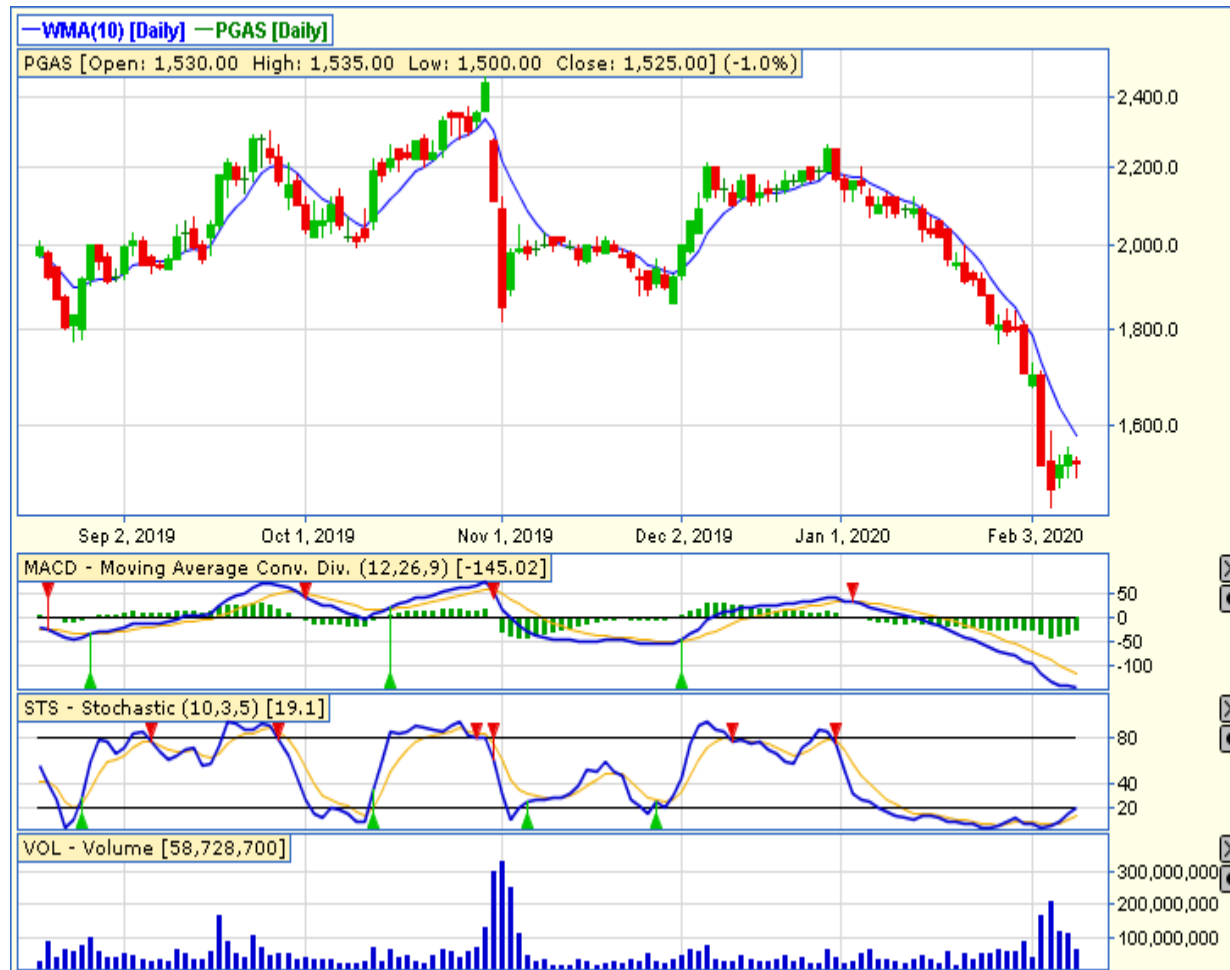 WMA(10) [Daily] PGAS [Daily]
PGAS [Open: 1,530.00 High: 1,535.00 Low: 1,500.00 Close: 1,525.00] (-1.0%)
2,400.0
2,200.0
2,000.0
1,800.0
1,600.0
Sep 2, 2019 Oct 1, 2019 Nov 1, 2019 Dec 2, 2019 Jan 1, 2020 Feb 3, 2020
MACD - Moving Average Conv. Div. (12,26,9) [-145.02]
50
0
-50
-100
STS - Stochastic (10,3,5) [19.1]
80
40
20
VOL - Volume [58,728,700]
300,000,000
200,000,000
100,000,000